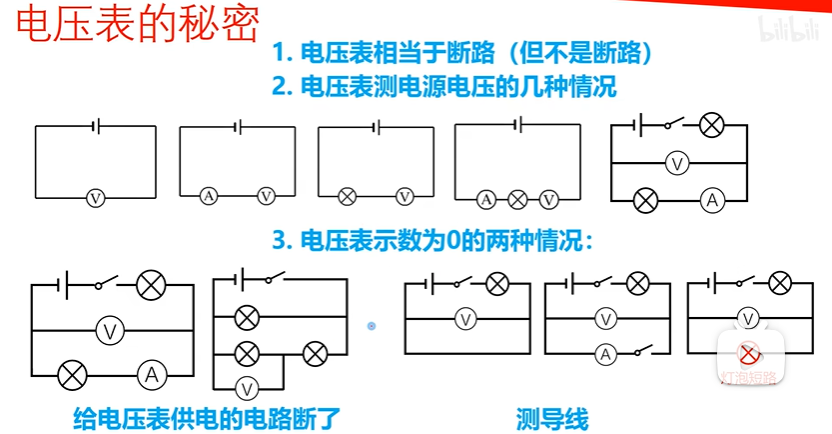 电压表的秘密
bilibili
1. 电压表相当于断路（但不是断路）
2. 电压表测电源电压的几种情况
V
A V
V
A V
V
A
3. 电压表示数为0的两种情况：
V
A
V
V
V
A
V
灯泡短路
给电压表供电的电路断了
测导线